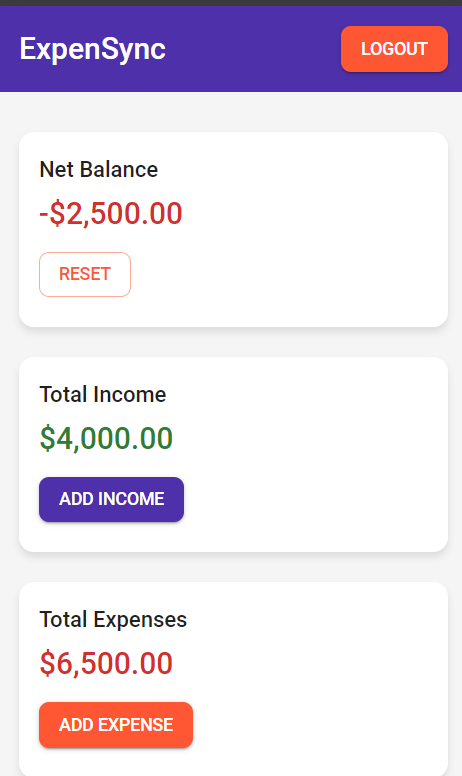 ExpenSync
LOGOUT
Net Balance
-$2,500.00
RESET
Total Income
$4,000.00
ADD INCOME
Total Expenses
$6,500.00
ADD EXPENSE